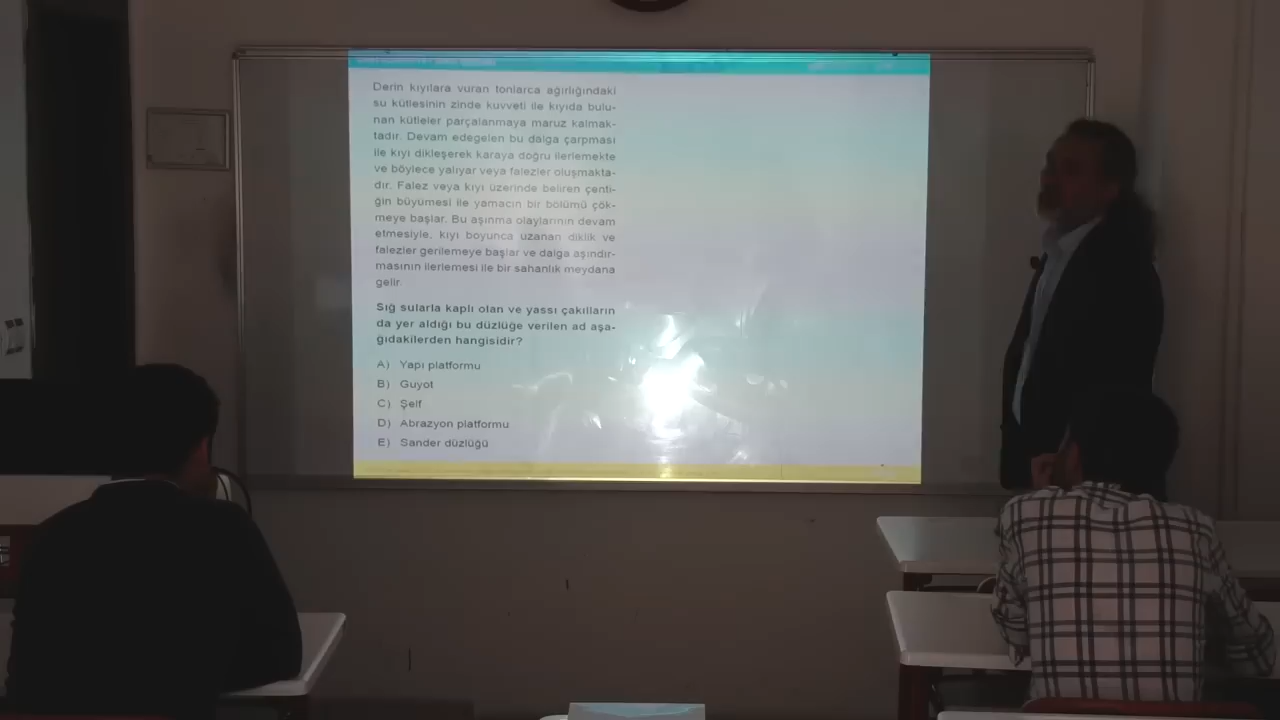 Derin kıyılara vuran tonlarca ağırlığındaki
su kütlesinin zinde kuvveti ile kıyıda bulu-
nan kütleler parçalanmaya maruz kalmak-
tadır. Devam edegelen bu dalga çarpması
ile kıyı dikleşerek karaya doğru ilerlemekte
ve böylece yalıyar veya falezler oluşmakta-
dır. Falez veya kıyı üzerinde beliren çenti-
ğin büyümesi ile yamacın bir bölümü çök-
meye başlar. Bu aşınma olaylarının devam
etmesiyle, kıyı boyunca uzanan diklik ve
falezler gerilemeye başlar ve dalga aşındır-
masının ilerlemesi ile bir sahanlık meydana
gelir.
Sığ sularla kaplı olan ve yassı çakılların
da yer aldığı bu düzlüğe verilen ad aşa-
ğıdakilerden hangisidir?
A) Yapı platformu
B) Guyot
C) Şelf
D) Abrazyon platformu
E) Sander düzlüğü